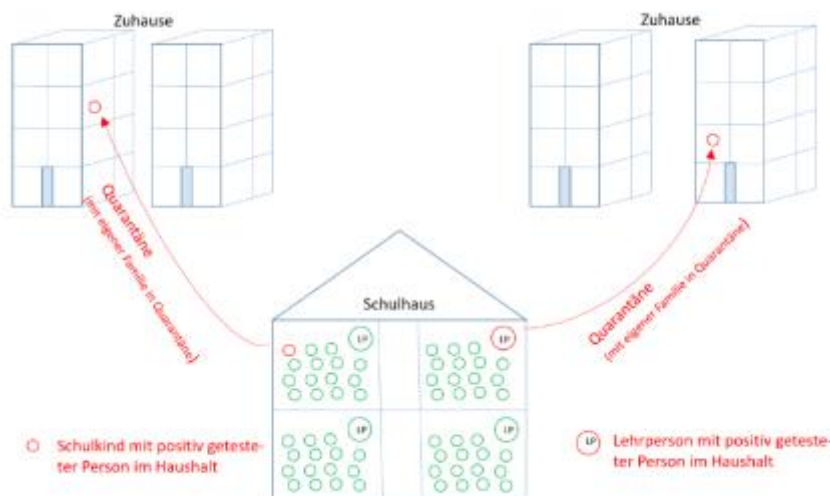 Zuhause
Zuhause
Quarantäne
(mit eigener Familie in Quarantäne)
Quarantäne
(mit eigener Familie in Quarantäne)
Schulhaus
LP
LP
LP
LP
Schulkind mit positiv geteste-
ter Person im Haushalt
LP
Lehrperson mit positiv geteste-
ter Person im Haushalt